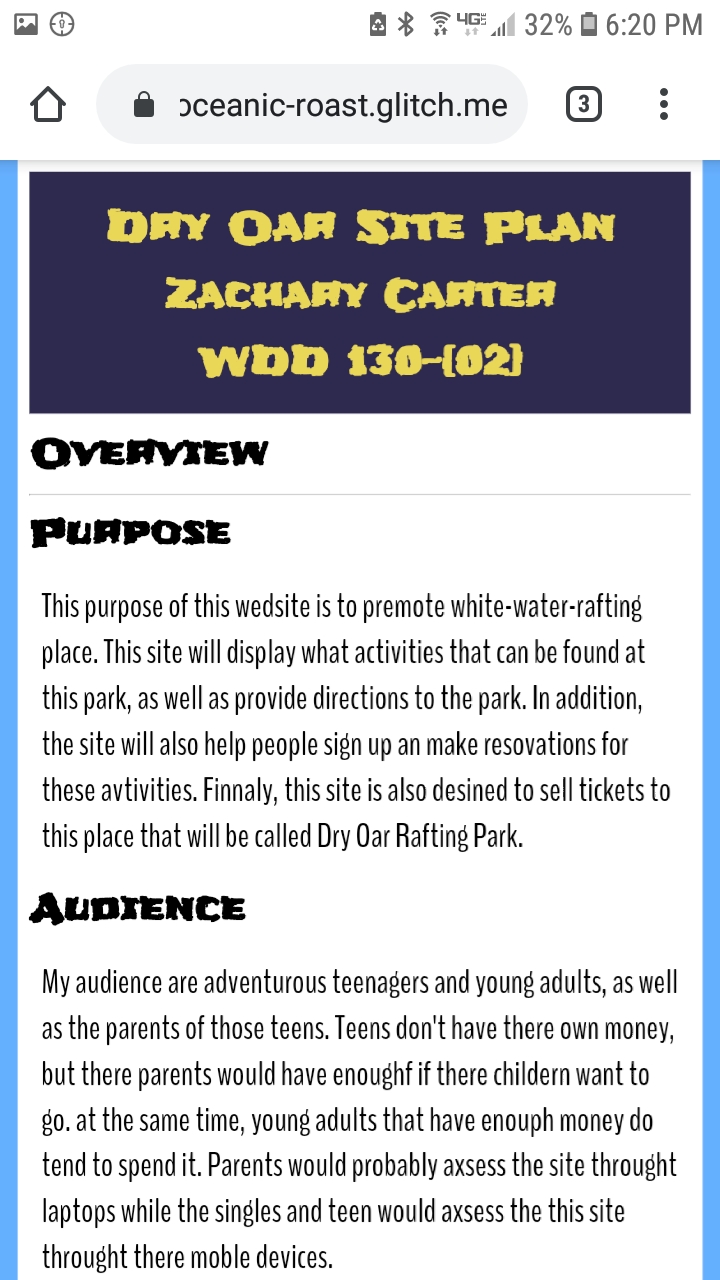 4GE 32% 6:20 PM
oceanic-roast.glitch.me 3
Dry Oar Site Plan
Zachary Carter
WDD 130-(02)
Overview
Purpose
This purpose of this wedsite is to premote white-water-rafting
place. This site will display what activities that can be found at
this park, as well as provide directions to the park. In addition,
the site will also help people sign up an make resovations for
these avtivities. Finnaly, this site is also desined to sell tickets to
this place that will be called Dry Oar Rafting Park.
Audience
My audience are adventurous teenagers and young adults, as well
as the parents of those teens. Teens don't have there own money,
but there parents would have enoughf if there childern want to
go. at the same time, young adults that have enouph money do
tend to spend it. Parents would probably axsess the site throught
laptops while the singles and teen would axsess the this site
throught there moble devices.